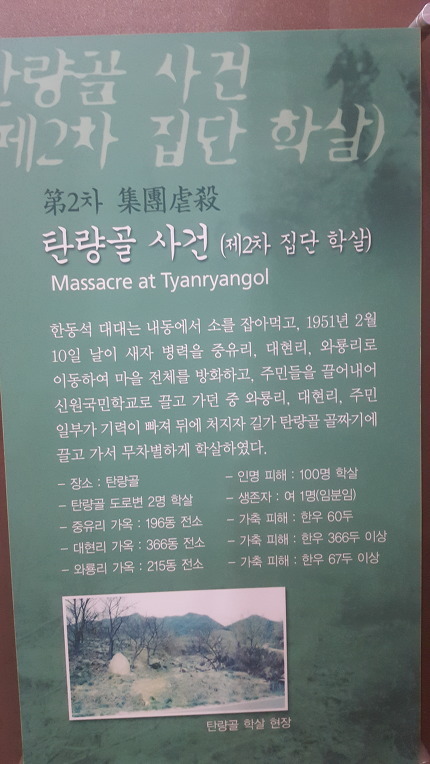 탄량골 사건
제2차 집단 학살)
第2차 集團虐殺
탄량골 사건 (제2차 집단 학살)
Massacre at Tyanryangol
한동석 대대는 내동에서 소를 잡아먹고, 1951년 2월
10일 날이 새자 병력을 중유리, 대현리, 와룡리로
이동하여 마을 전체를 방화하고, 주민들을 끌어내어
신원국민학교로 끌고 가던 중 와룡리, 대현리, 주민
일부가 기력이 빠져 뒤에 처지자 길가 탄량골 골짜기에
끌고 가서 무차별하게 학살하였다.
– 장소 : 탄량골
– 탄량골 도로변 2명 학살
– 중유리 가옥 : 196동 전소
– 대현리 가옥 : 366동 전소
– 와룡리 가옥 : 215동 전소
– 인명 피해 : 100명 학살
– 생존자 : 여 1명(임분임)
– 가축 피해 : 한우 60두
– 가축 피해 : 한우 366두 이상
– 가축 피해 : 한우 67두 이상
탄량골 학살 현장